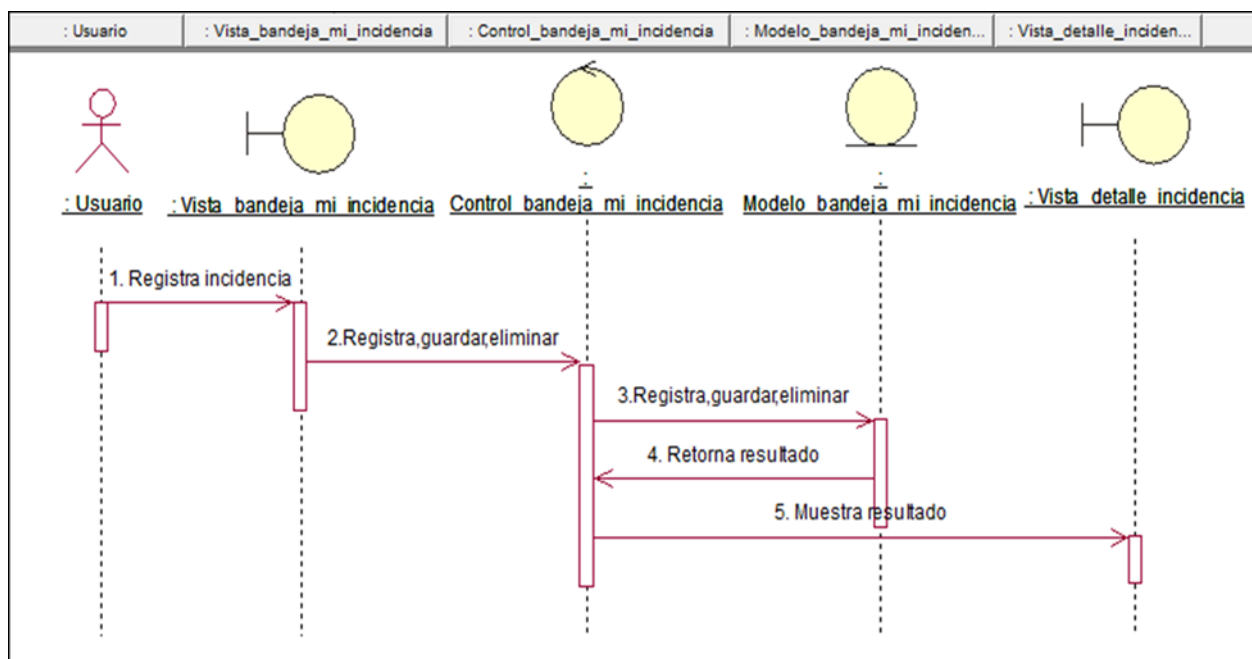 : Usuario
: Vista_bandeja_mi_incidencia
: Control_bandeja_mi_incidencia
: Modelo_bandeja_mi_inciden...
: Vista_detalle_inciden...
: Usuario
: Vista_bandeja_mi_incidencia
:
Control_bandeja_mi_incidencia
:
Modelo_bandeja_mi_incidencia
: Vista_detalle_incidencia
1. Registra incidencia
2.Registra,guardar,eliminar
3.Registra,guardar,eliminar
4. Retorna resultado
5. Muestra resultado